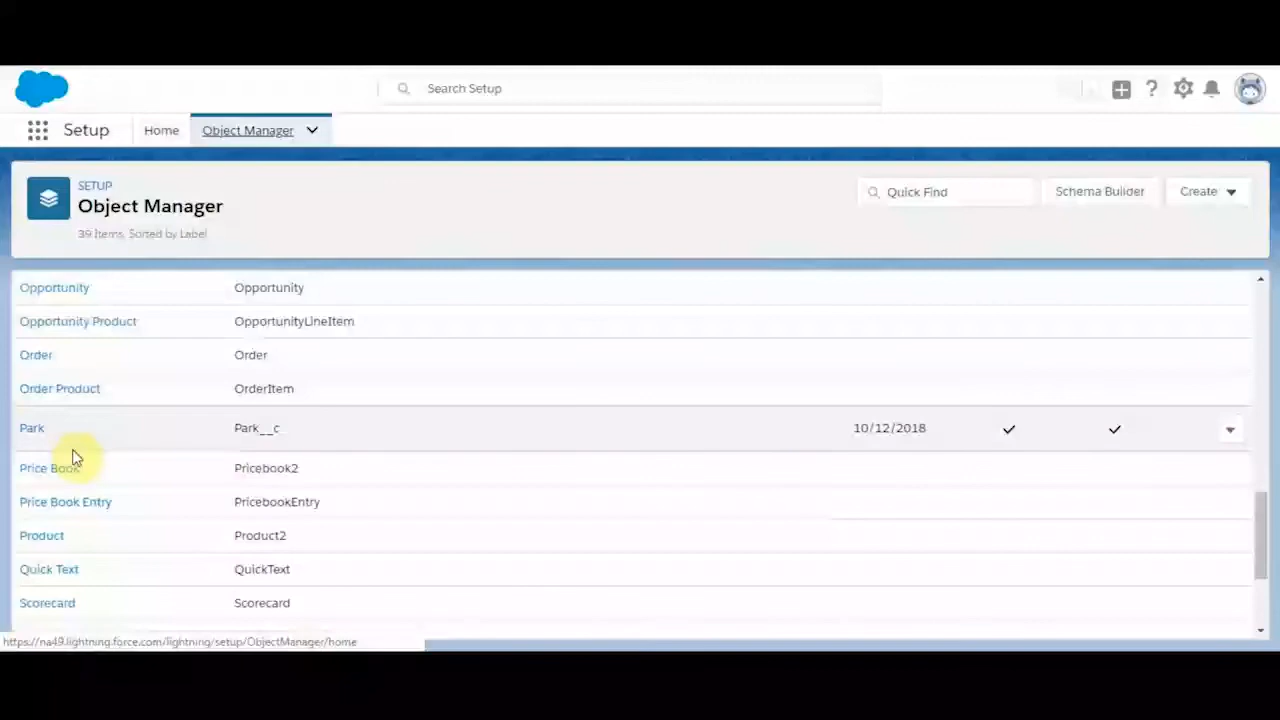 Search Setup
Setup Home Object Manager
SETUP
Object Manager
39 Items, Sorted by Label
Quick Find Schema Builder Create
Opportunity Opportunity
Opportunity Product OpportunityLineItem
Order Order
Order Product OrderItem
Park Park__c 10/12/2018
Price Book Pricebook2
Price Book Entry PricebookEntry
Product Product2
Quick Text QuickText
Scorecard Scorecard
https://na49.lightning.force.com/lightning/setup/ObjectManager/home